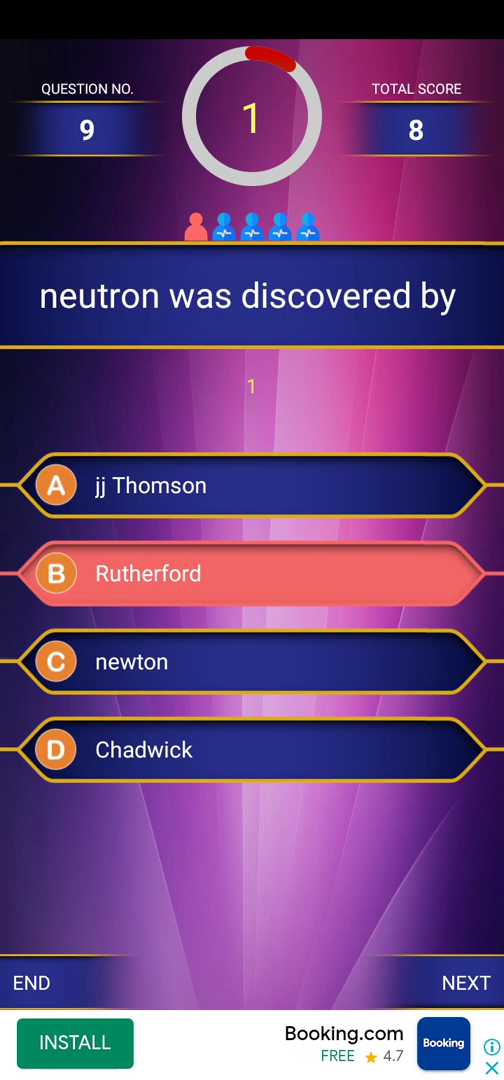 QUESTION NO.
9
1
TOTAL SCORE
8
neutron was discovered by
1
A jj Thomson
B Rutherford
C newton
D Chadwick
END
NEXT
INSTALL
Booking.com
FREE ★ 4.7
Booking